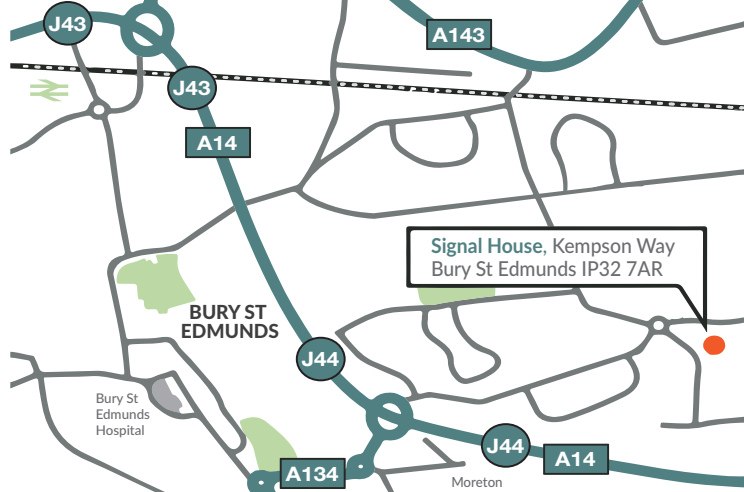 J43
A143
J43
A14
Signal House, Kempson Way
Bury St Edmunds IP32 7AR
BURY ST
EDMUNDS
J44
Bury St
Edmunds
Hospital
J44
A14
A134
Moreton